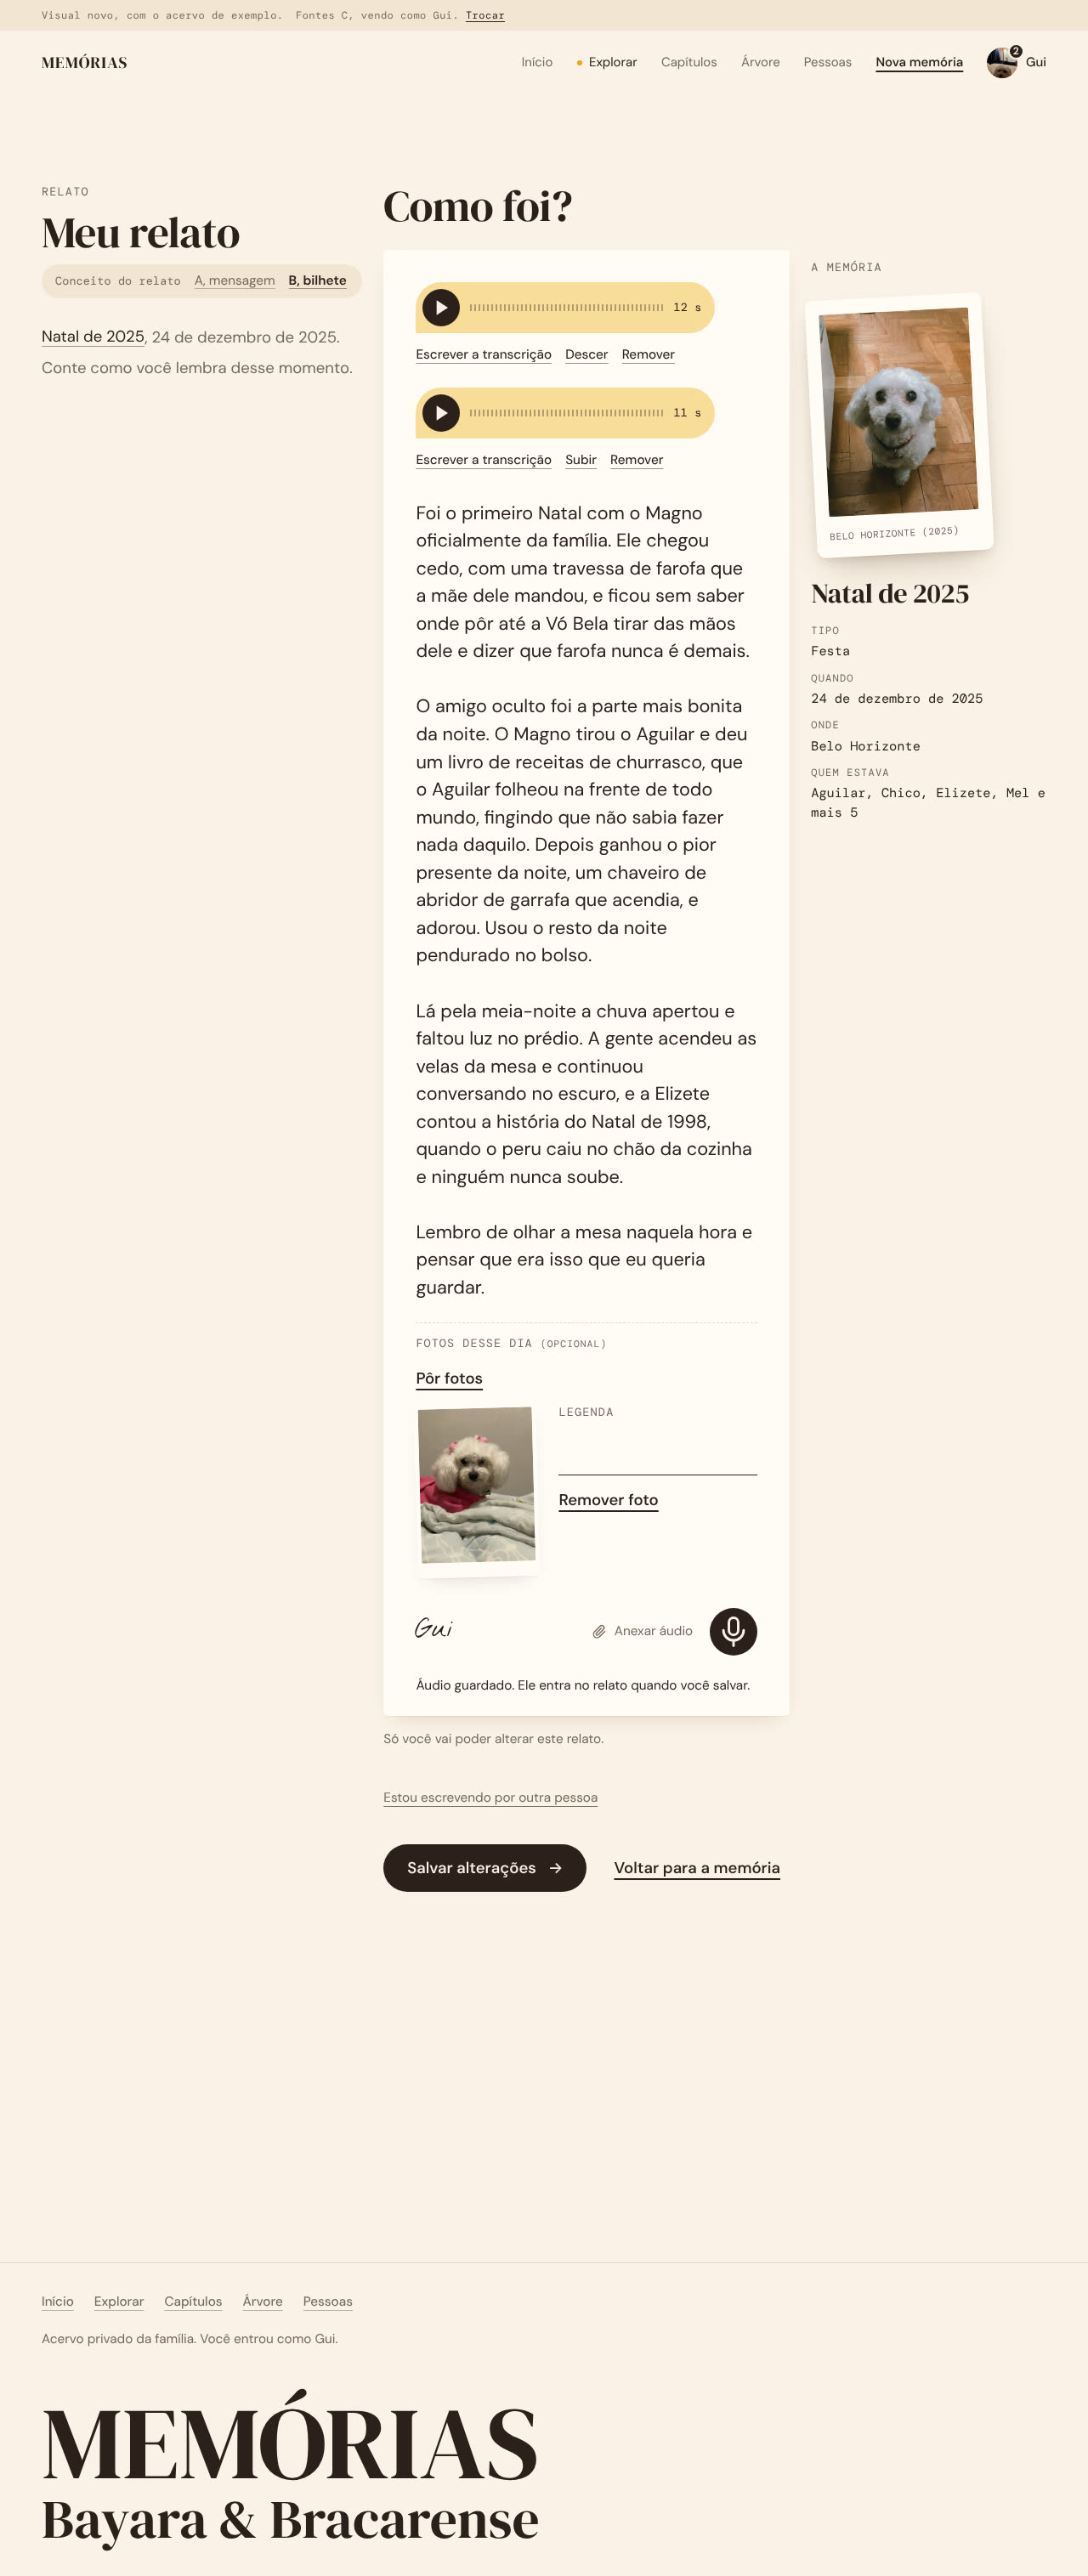 Visual novo, com o acervo de exemplo. Fontes C, vendo como Gui. Trocar
MEMÓRIAS
Início Explorar Capítulos Árvore Pessoas Nova memória 2 Gui
RELATO
Meu relato
Conceito do relato A, mensagem B, bilhete
Natal de 2025, 24 de dezembro de 2025.
Conte como você lembra desse momento.
Como foi?
12 s
Escrever a transcrição Descer Remover
11 s
Escrever a transcrição Subir Remover
Foi o primeiro Natal com o Magno
oficialmente da família. Ele chegou
cedo, com uma travessa de farofa que
a mãe dele mandou, e ficou sem saber
onde pôr até a Vó Bela tirar das mãos
dele e dizer que farofa nunca é demais.
O amigo oculto foi a parte mais bonita
da noite. O Magno tirou o Aguilar e deu
um livro de receitas de churrasco, que
o Aguilar folheou na frente de todo
mundo, fingindo que não sabia fazer
nada daquilo. Depois ganhou o pior
presente da noite, um chaveiro de
abridor de garrafa que acendia, e
adorou. Usou o resto da noite
pendurado no bolso.
Lá pela meia-noite a chuva apertou e
faltou luz no prédio. A gente acendeu as
velas da mesa e continuou
conversando no escuro, e a Elizete
contou a história do Natal de 1998,
quando o peru caiu no chão da cozinha
e ninguém nunca soube.
Lembro de olhar a mesa naquela hora e
pensar que era isso que eu queria
guardar.
FOTOS DESSE DIA (OPCIONAL)
Pôr fotos
LEGENDA
Remover foto
Gui
Anexar áudio
Áudio guardado. Ele entra no relato quando você salvar.
Só você vai poder alterar este relato.
Estou escrevendo por outra pessoa
Salvar alterações → Voltar para a memória
A MEMÓRIA
BELO HORIZONTE (2025)
Natal de 2025
TIPO
Festa
QUANDO
24 de dezembro de 2025
ONDE
Belo Horizonte
QUEM ESTAVA
Aguilar, Chico, Elizete, Mel e
mais 5
Início Explorar Capítulos Árvore Pessoas
Acervo privado da família. Você entrou como Gui.
MEMÓRIAS
Bayara & Bracarense